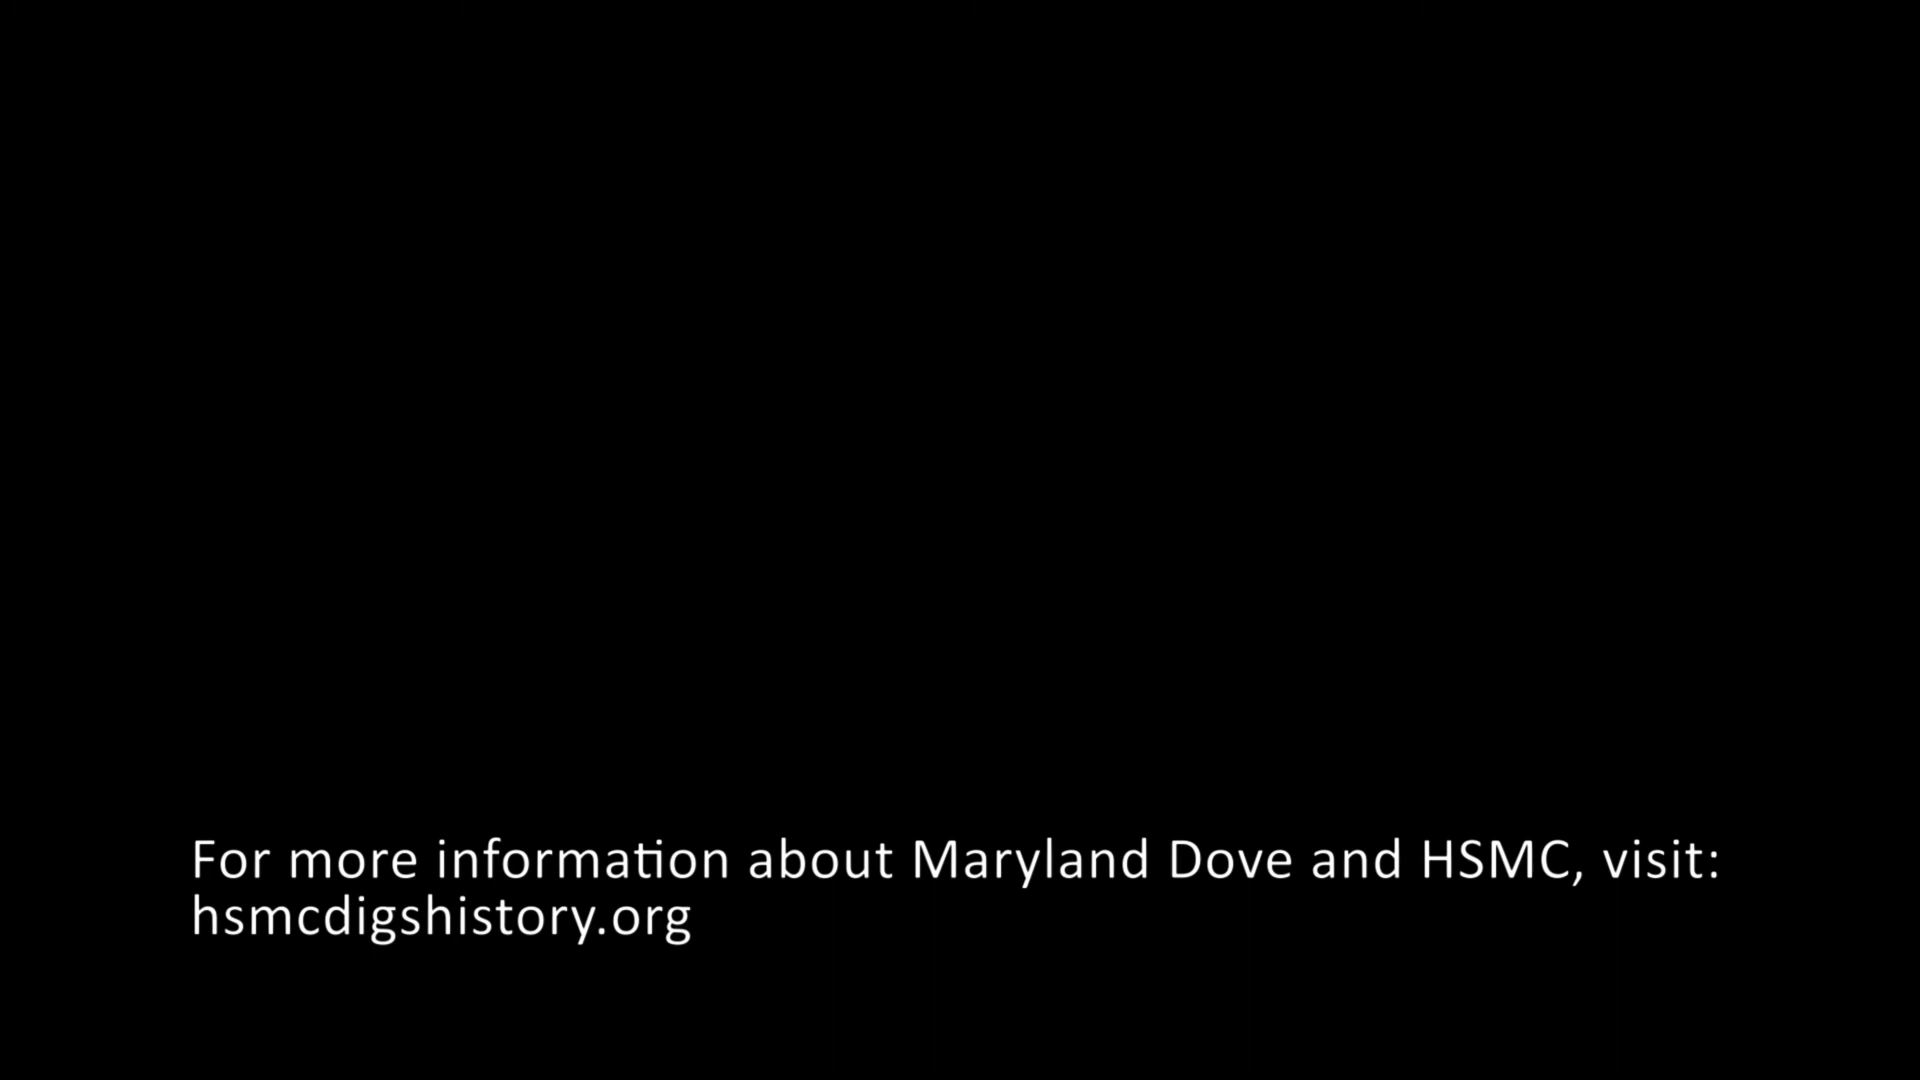 For more information about Maryland Dove and HSMC, visit:
hsmcdigshistory.org